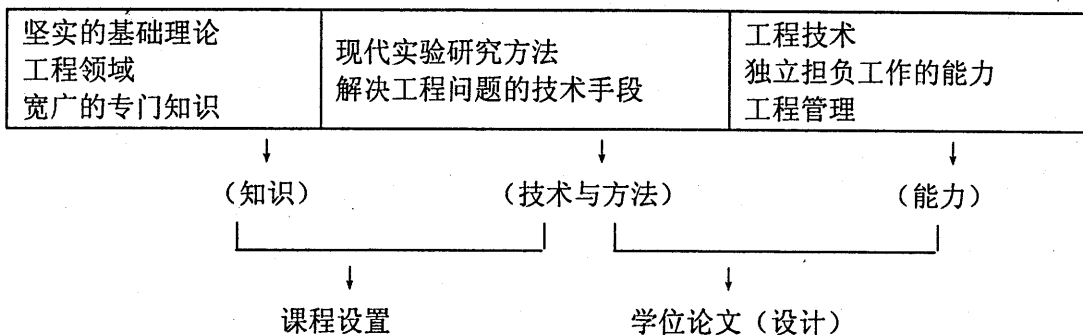 坚实的基础理论
工程领域
宽广的专门知识
现代实验研究方法
解决工程问题的技术手段
工程技术
独立担负工作的能力
工程管理
（知识）
（技术与方法）
（能力）
课程设置
学位论文（设计）